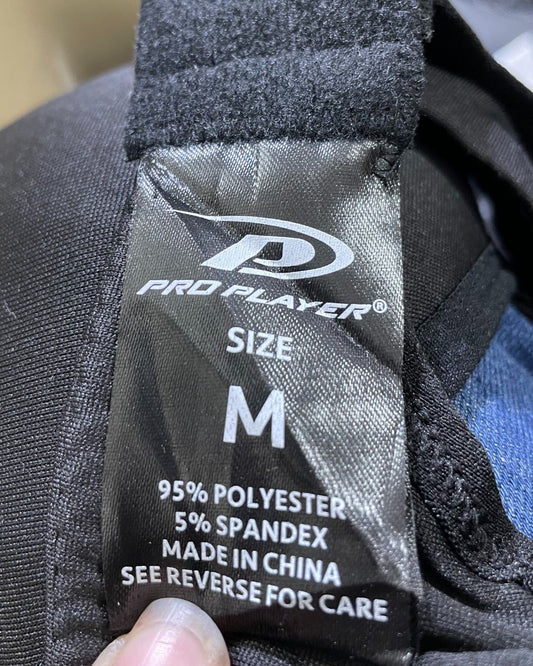 PRO PLAYER®
SIZE
M
95% POLYESTER
5% SPANDEX
MADE IN CHINA
SEE REVERSE FOR CARE